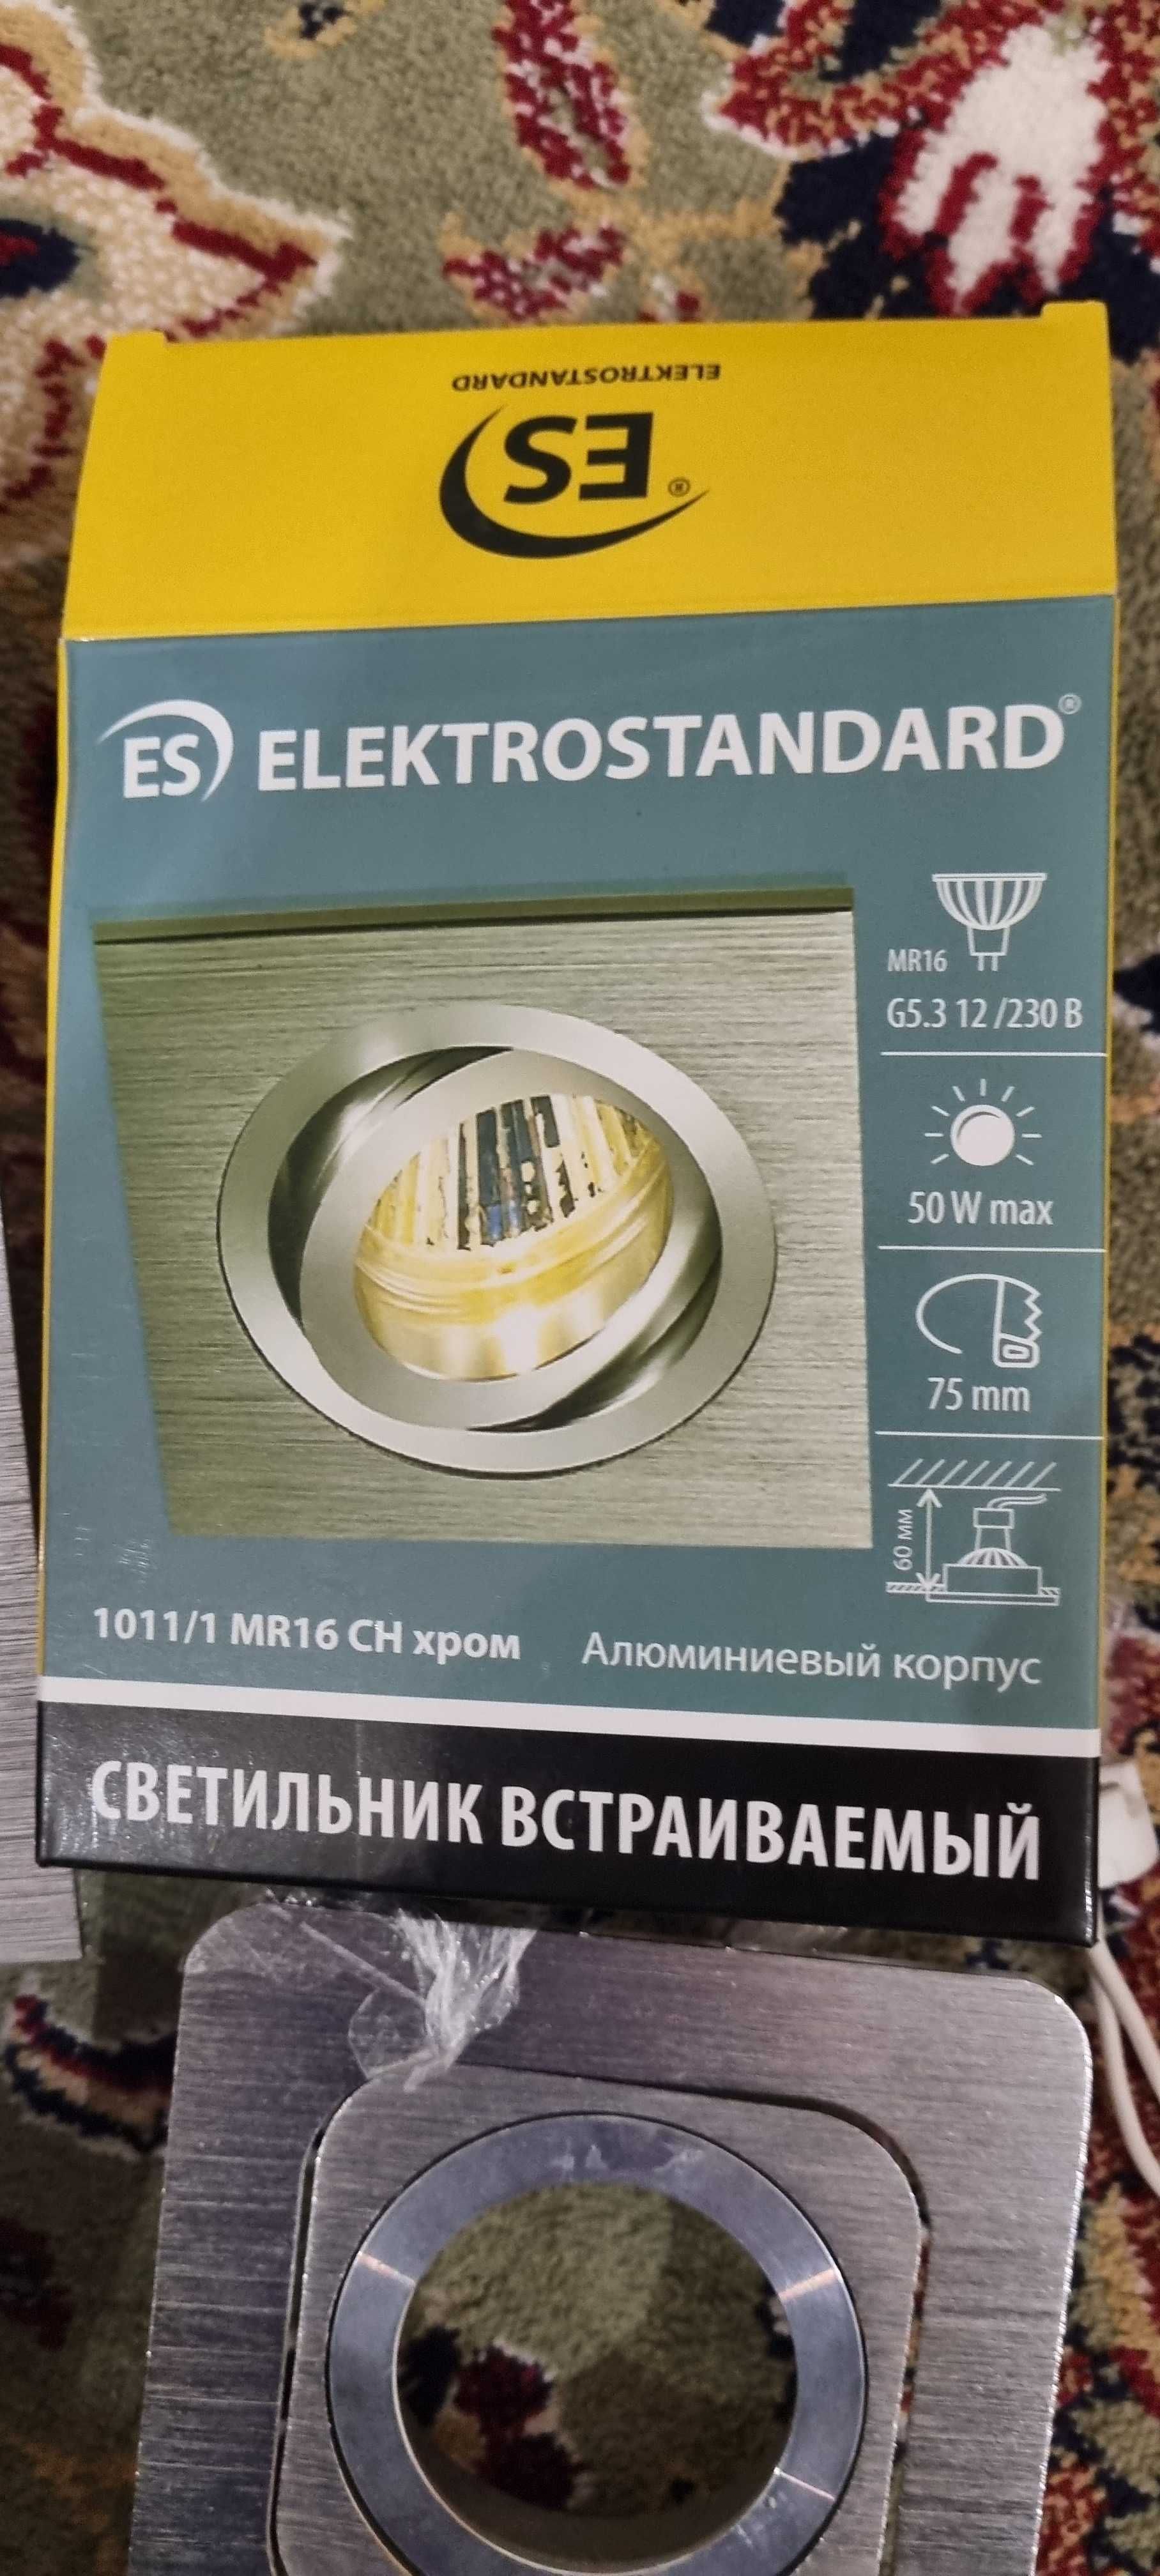 ELEKTROSTANDARD
ES®
ES ELEKTROSTANDARD®
MR16
G5.3 12 /230 В
50 W max
75 mm
60 мм
1011/1 MR16 CH хром Алюминиевый корпус
СВЕТИЛЬНИК ВСТРАИВАЕМЫЙ